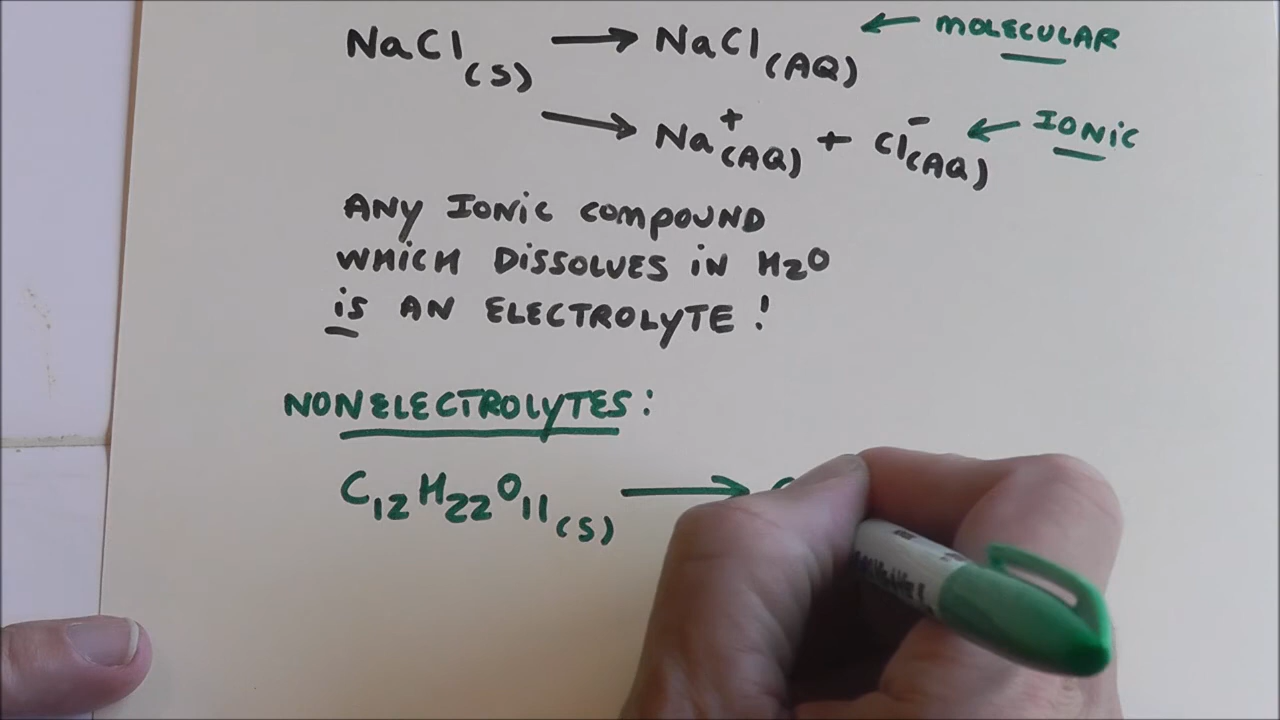 NaCl(s) → NaCl(AQ) ← MOLECULAR
→ Na+(AQ) + Cl-(AQ) ← IONIC
ANY IONIC COMPOUND
WHICH DISSOLVES IN H2O
is AN ELECTROLYTE!
NONELECTROLYTES:
C12H22O11(s) → C